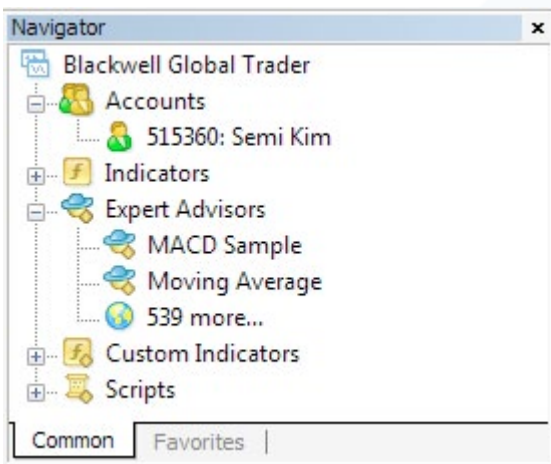 Navigator
Blackwell Global Trader
Accounts
515360: Semi Kim
Indicators
Expert Advisors
MACD Sample
Moving Average
539 more...
Custom Indicators
Scripts
Common Favorites